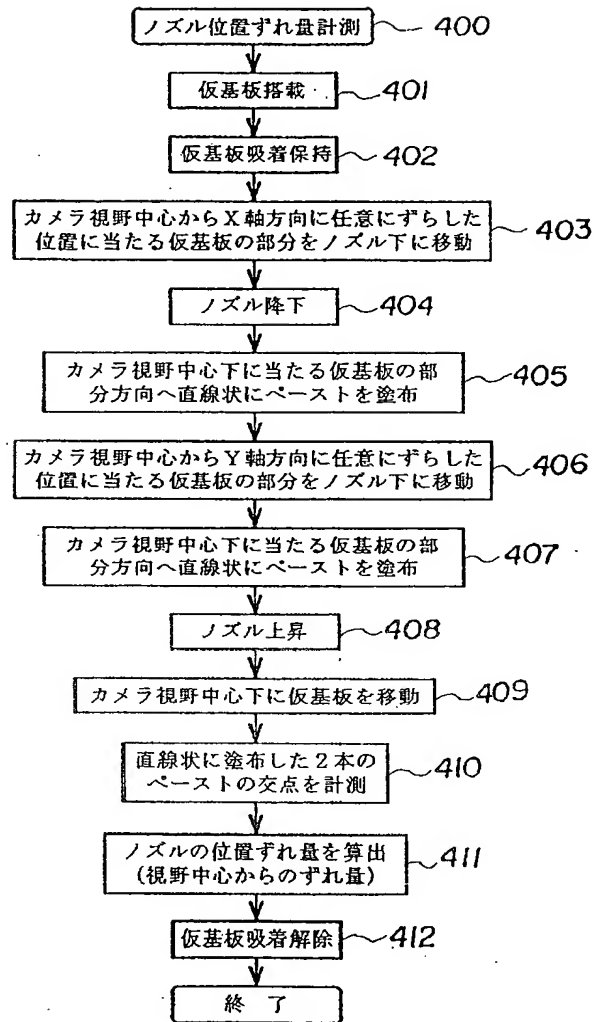 ノズル位置ずれ量計測 400
仮基板搭載 401
仮基板吸着保持 402
カメラ視野中心からX軸方向に任意にずらした
位置に当たる仮基板の部分をノズル下に移動 403
ノズル降下 404
カメラ視野中心下に当たる仮基板の部
分方向へ直線状にペーストを塗布 405
カメラ視野中心からY軸方向に任意にずらした
位置に当たる仮基板の部分をノズル下に移動 406
カメラ視野中心下に当たる仮基板の部
分方向へ直線状にペーストを塗布 407
ノズル上昇 408
カメラ視野中心下に仮基板を移動 409
直線状に塗布した2本の
ペーストの交点を計測 410
ノズルの位置ずれ量を算出
(視野中心からのずれ量) 411
仮基板吸着解除 412
終了